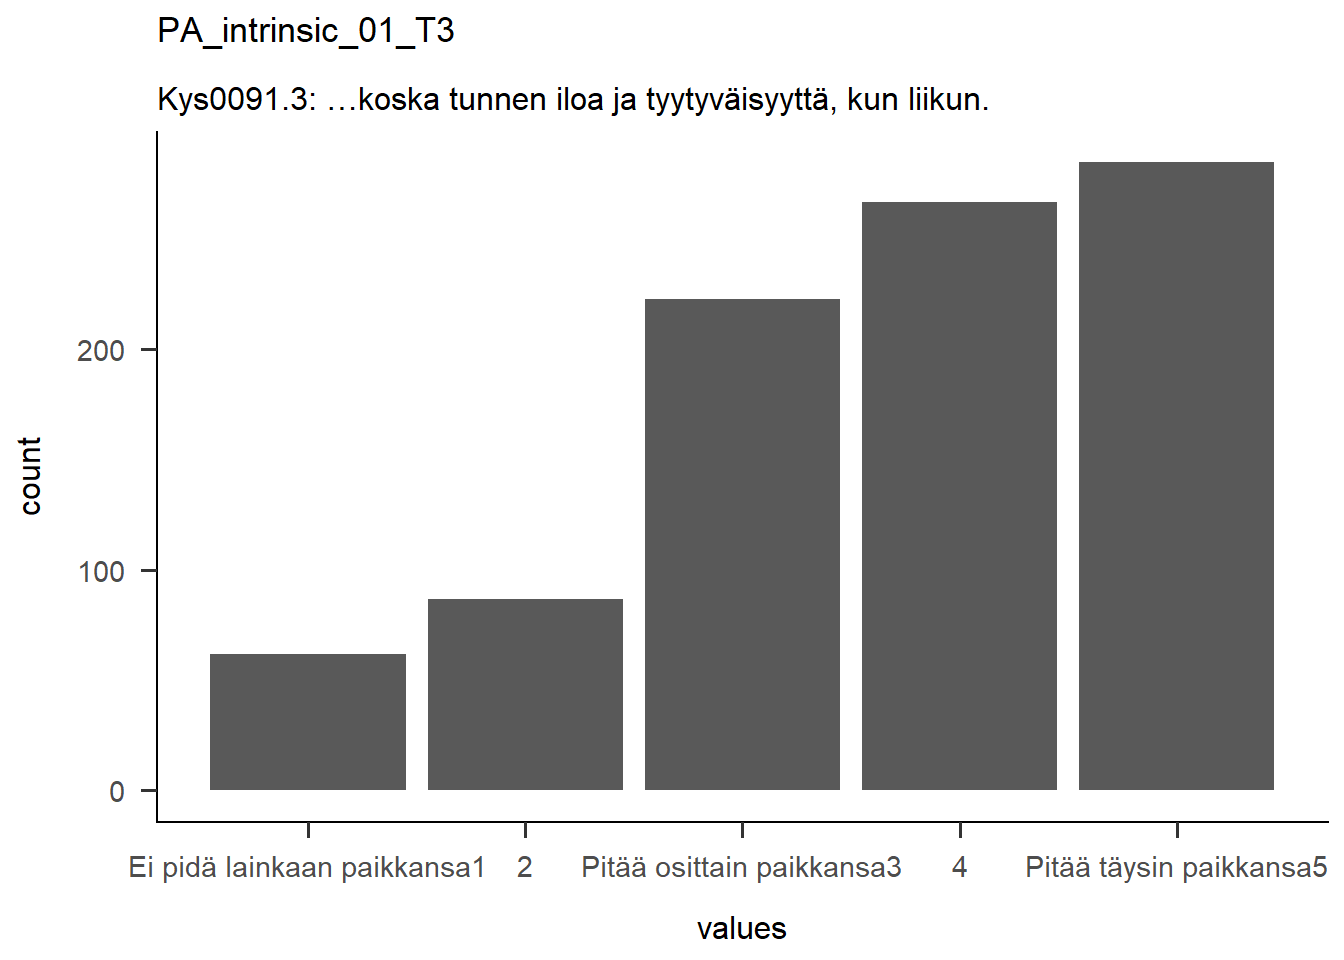 PA_intrinsic_01_T3
Kys0091.3: …koska tunnen iloa ja tyytyväisyyttä, kun liikun.
200
100
0
count
Ei pidä lainkaan paikkansa1 2 Pitää osittain paikkansa3 4 Pitää täysin paikkansa5
values